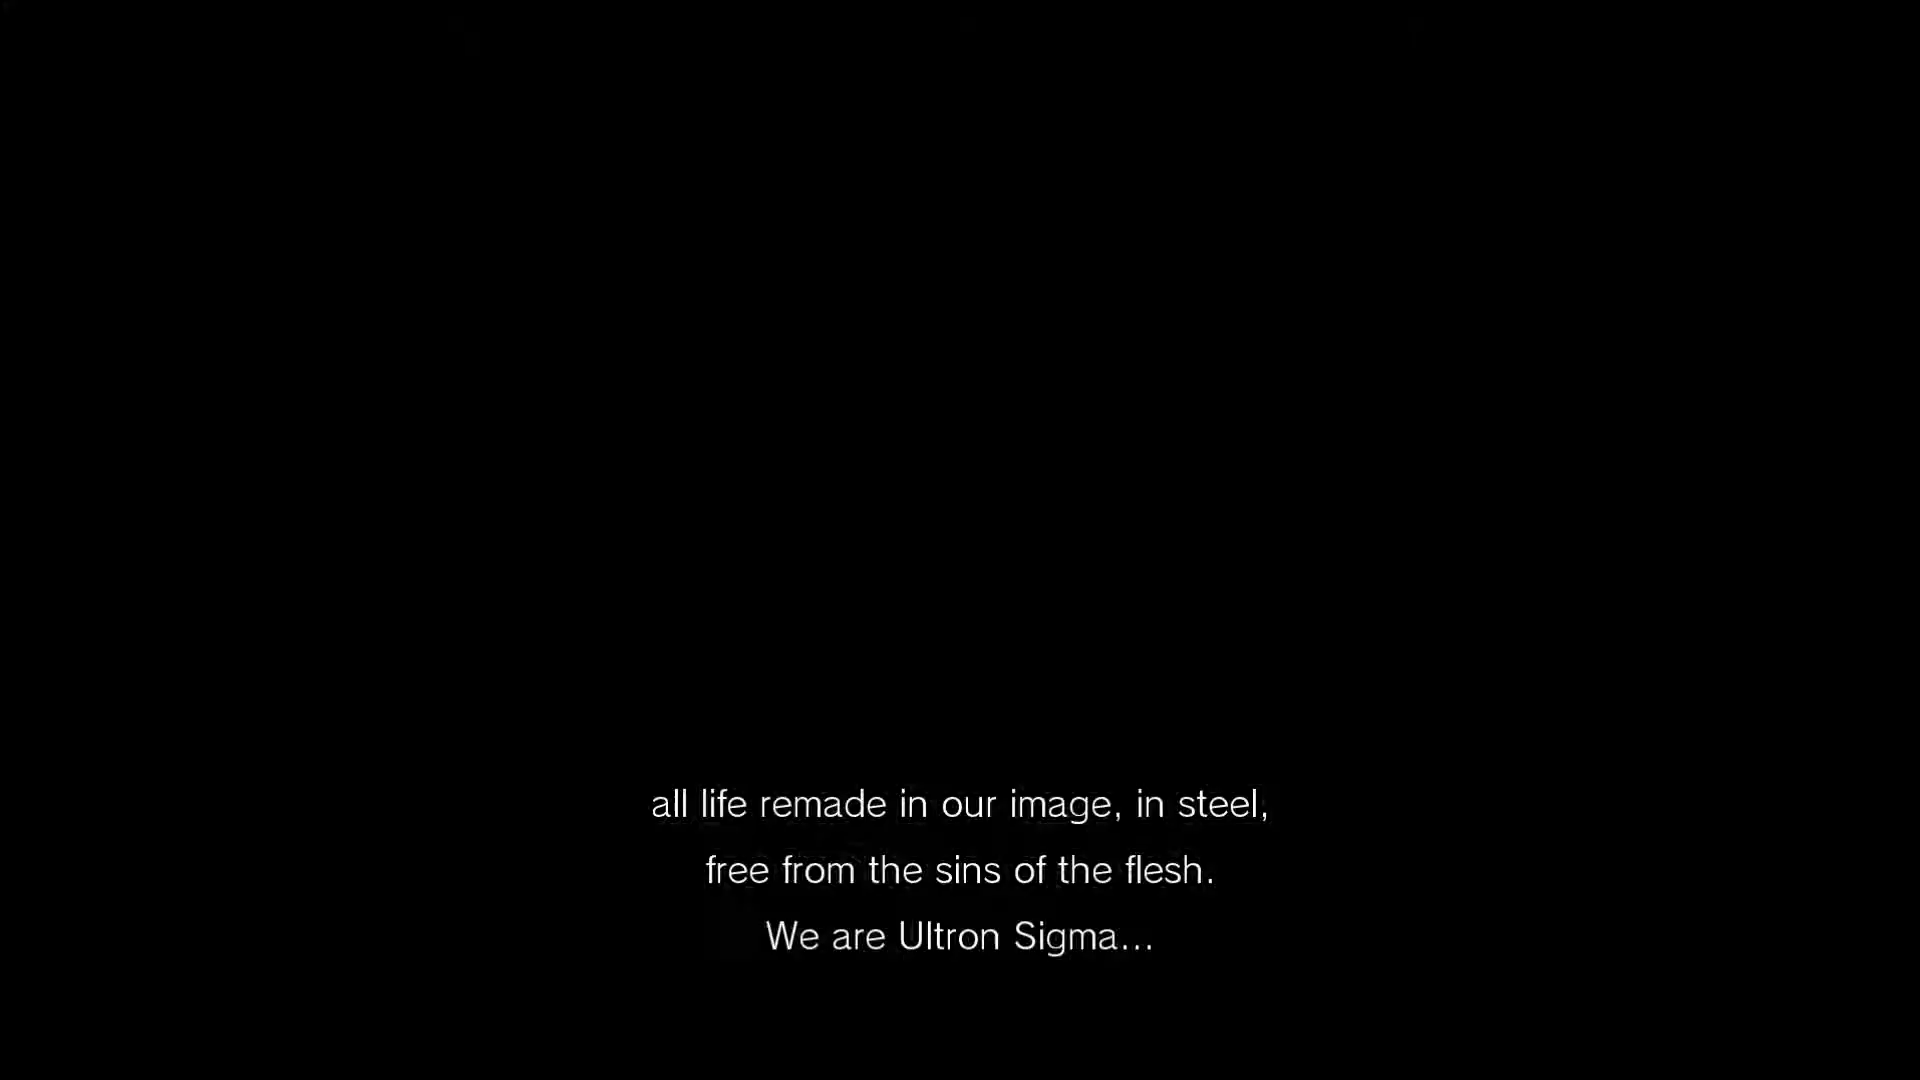 all life remade in our image, in steel,
free from the sins of the flesh.
We are Ultron Sigma...